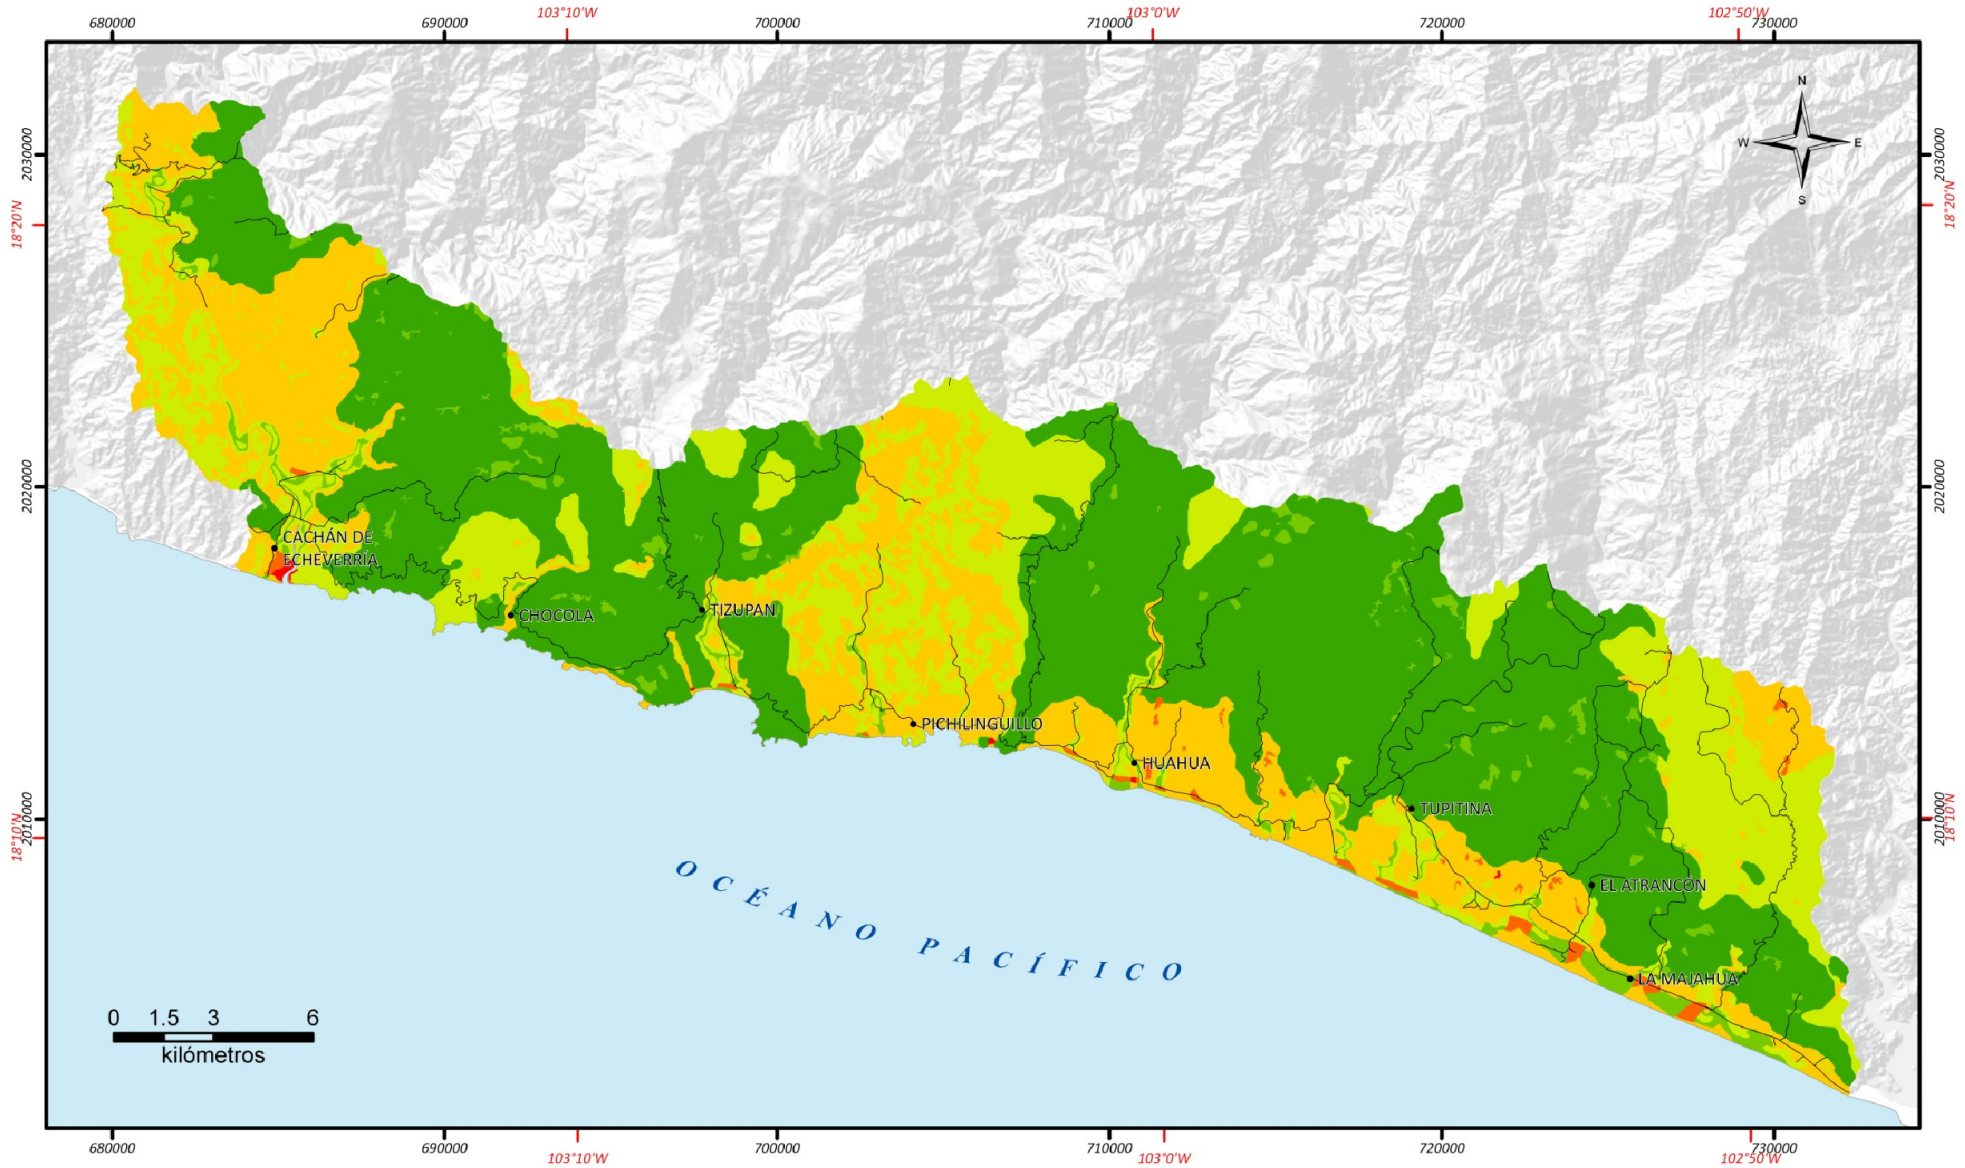 103°10'W 103°0'W 102°50'W
680000 690000 700000 710000 720000 730000
N
W E
S
2030000 2030000
18°20'N 18°20'N
2020000 2020000
CACHÁN DE
ECHEVERRÍA
CHOCOLA
TIZUPAN
PICHILINGUILLO
HUAHUA
TUPITINA
2010000 2010000
18°10'N 18°10'N
EL ATRANCÓN
LA MAJAHUA
OCÉANO PACÍFICO
0 1.5 3 6
kilómetros
680000 690000 700000 710000 720000 730000
103°10'W 103°0'W 102°50'W